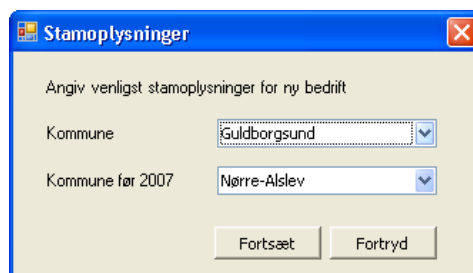 Stamoplysninger
Angiv venligst stamoplysninger for ny bedrift
Kommune Guldborgsund
Kommune før 2007 Nørre-Alslev
Fortsæt Fortryd